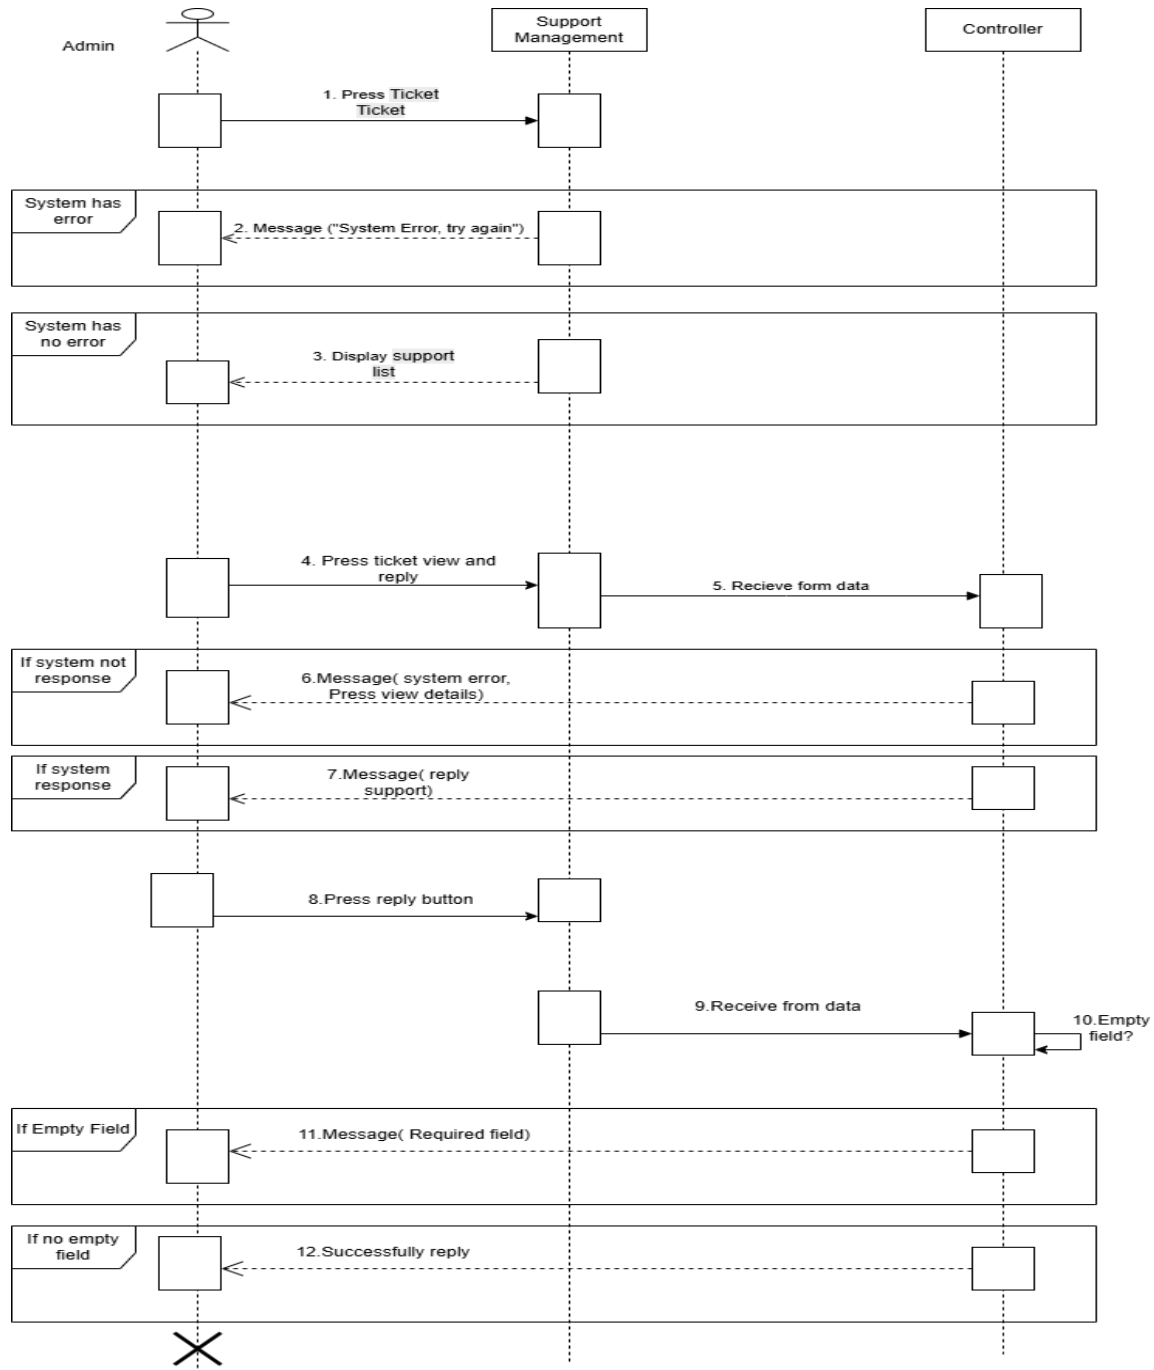 Admin
Support
Management
Controller
1. Press Ticket
Ticket
System has
error
2. Message ("System Error, try again")
System has
no error
3. Display support
list
4. Press ticket view and
reply
5. Recieve form data
If system not
response
6.Message( system error,
Press view details)
If system
response
7.Message( reply
support)
8.Press reply button
9.Receive from data
10.Empty
field?
If Empty Field
11.Message( Required field)
If no empty
field
12.Successfully reply